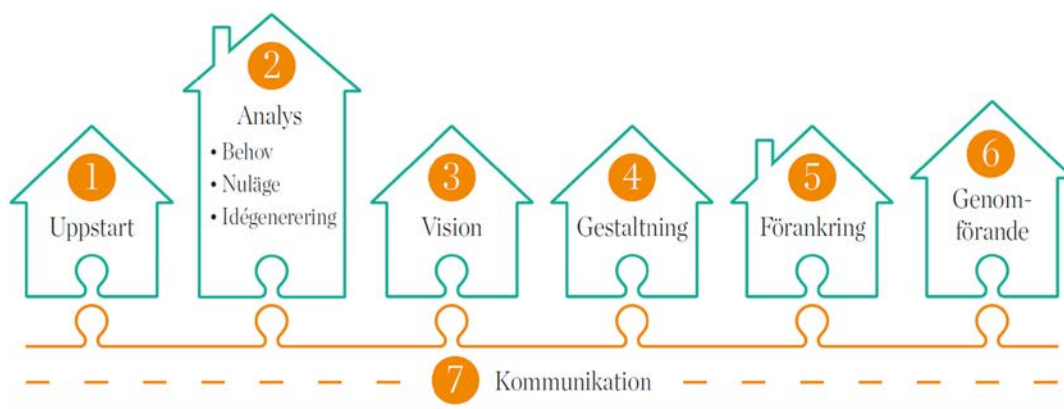 1
Uppstart
2
Analys
• Behov
• Nuläge
• Idégenerering
3
Vision
4
Gestaltning
5
Förankring
6
Genom-
förande
7 Kommunikation